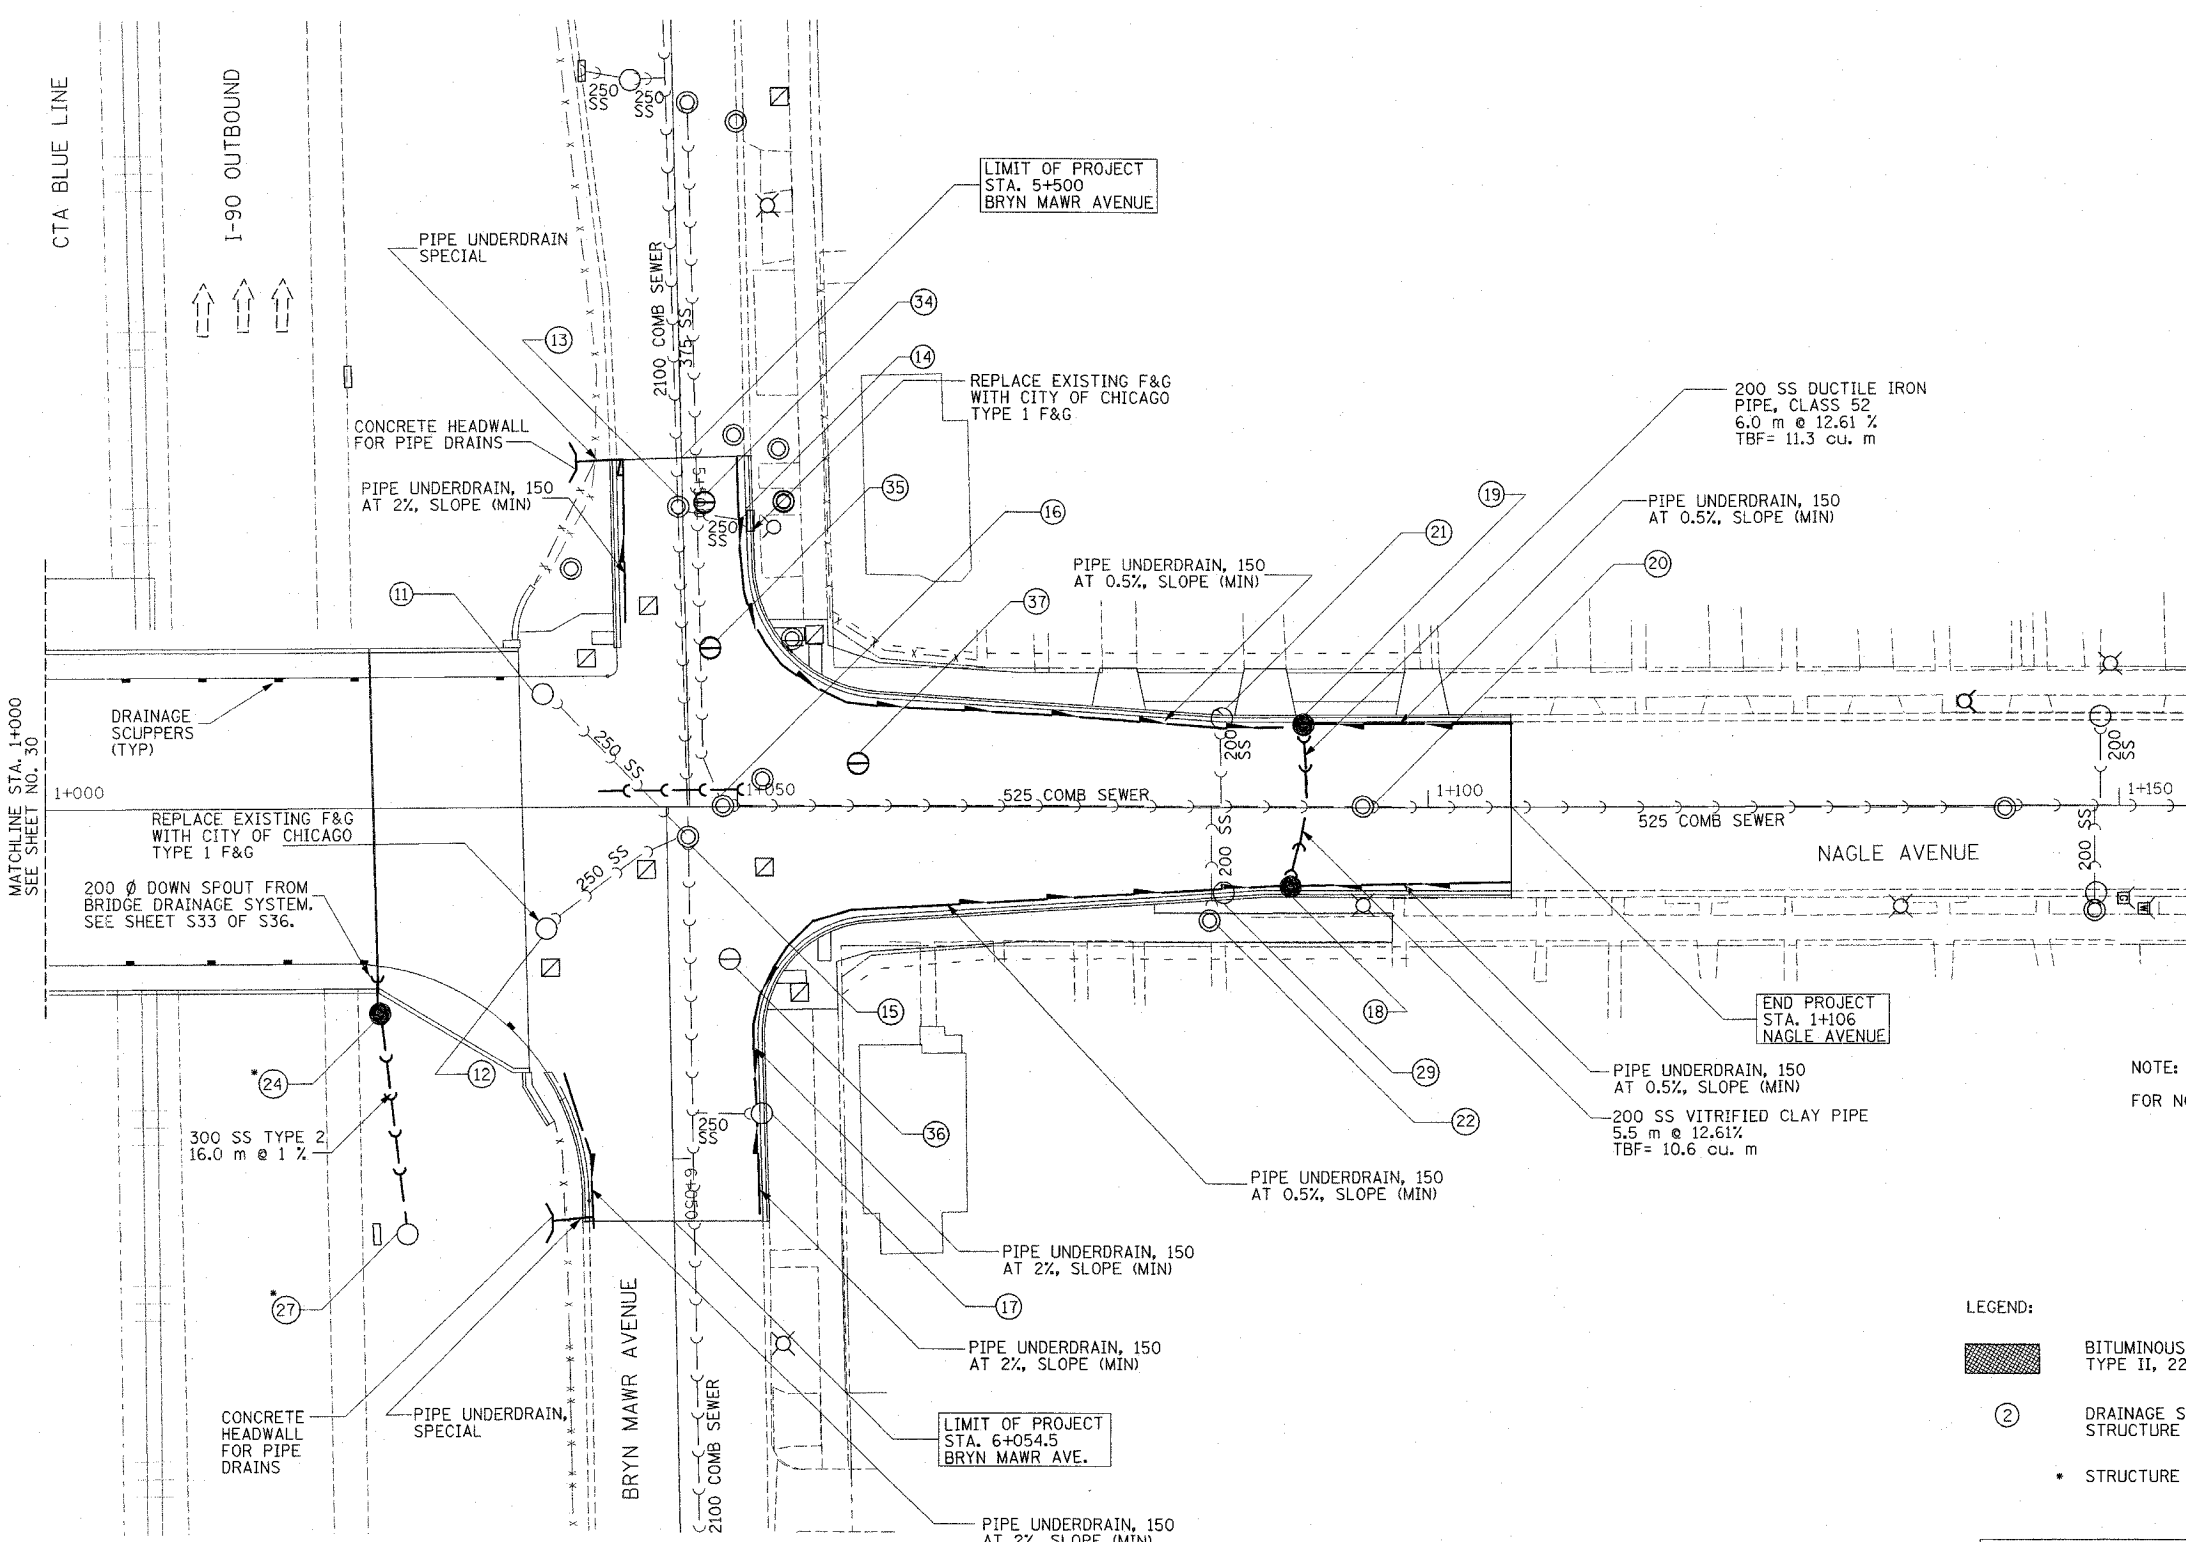 CTA BLUE LINE
I-90 OUTBOUND
250
SS
250
SS
LIMIT OF PROJECT
STA. 5+500
BRYN MAWR AVENUE
PIPE UNDERDRAIN
SPECIAL
2100 COMB SEWER
375 SS
34
13
14
REPLACE EXISTING F&G
WITH CITY OF CHICAGO
TYPE 1 F&G
200 SS DUCTILE IRON
PIPE, CLASS 52
6.0 m @ 12.61 %
TBF= 11.3 cu. m
CONCRETE HEADWALL
FOR PIPE DRAINS
PIPE UNDERDRAIN, 150
AT 2%, SLOPE (MIN)
250
SS
35
16
19
PIPE UNDERDRAIN, 150
AT 0.5%, SLOPE (MIN)
21
20
PIPE UNDERDRAIN, 150
AT 0.5%, SLOPE (MIN)
11
37
DRAINAGE
SCUPPERS
(TYP)
MATCHLINE STA. 1+000
SEE SHEET NO. 30
250 SS
200
SS
200
SS
1+000
1+050
525 COMB SEWER
1+100
525 COMB SEWER
1+150
REPLACE EXISTING F&G
WITH CITY OF CHICAGO
TYPE 1 F&G
250 SS
200 SS
NAGLE AVENUE
200 SS
200 Ø DOWN SPOUT FROM
BRIDGE DRAINAGE SYSTEM.
SEE SHEET S33 OF S36.
15
18
END PROJECT
STA. 1+106
NAGLE AVENUE
*
24
12
29
PIPE UNDERDRAIN, 150
AT 0.5%, SLOPE (MIN)
NOTE:
300 SS TYPE 2
16.0 m @ 1 %
250
SS
36
22
200 SS VITRIFIED CLAY PIPE
5.5 m @ 12.61%
TBF= 10.6 cu. m
6+050
PIPE UNDERDRAIN, 150
AT 0.5%, SLOPE (MIN)
PIPE UNDERDRAIN, 150
AT 2%, SLOPE (MIN)
*
27
17
LEGEND:
BRYN MAWR AVENUE
PIPE UNDERDRAIN, 150
AT 2%, SLOPE (MIN)
BITUMINOUS
TYPE II, 22
CONCRETE
HEADWALL
FOR PIPE
DRAINS
PIPE UNDERDRAIN,
SPECIAL
2100 COMB SEWER
LIMIT OF PROJECT
STA. 6+054.5
BRYN MAWR AVE.
2
DRAINAGE S
STRUCTURE
* STRUCTURE
PIPE UNDERDRAIN, 150
AT 2%, SLOPE (MIN)